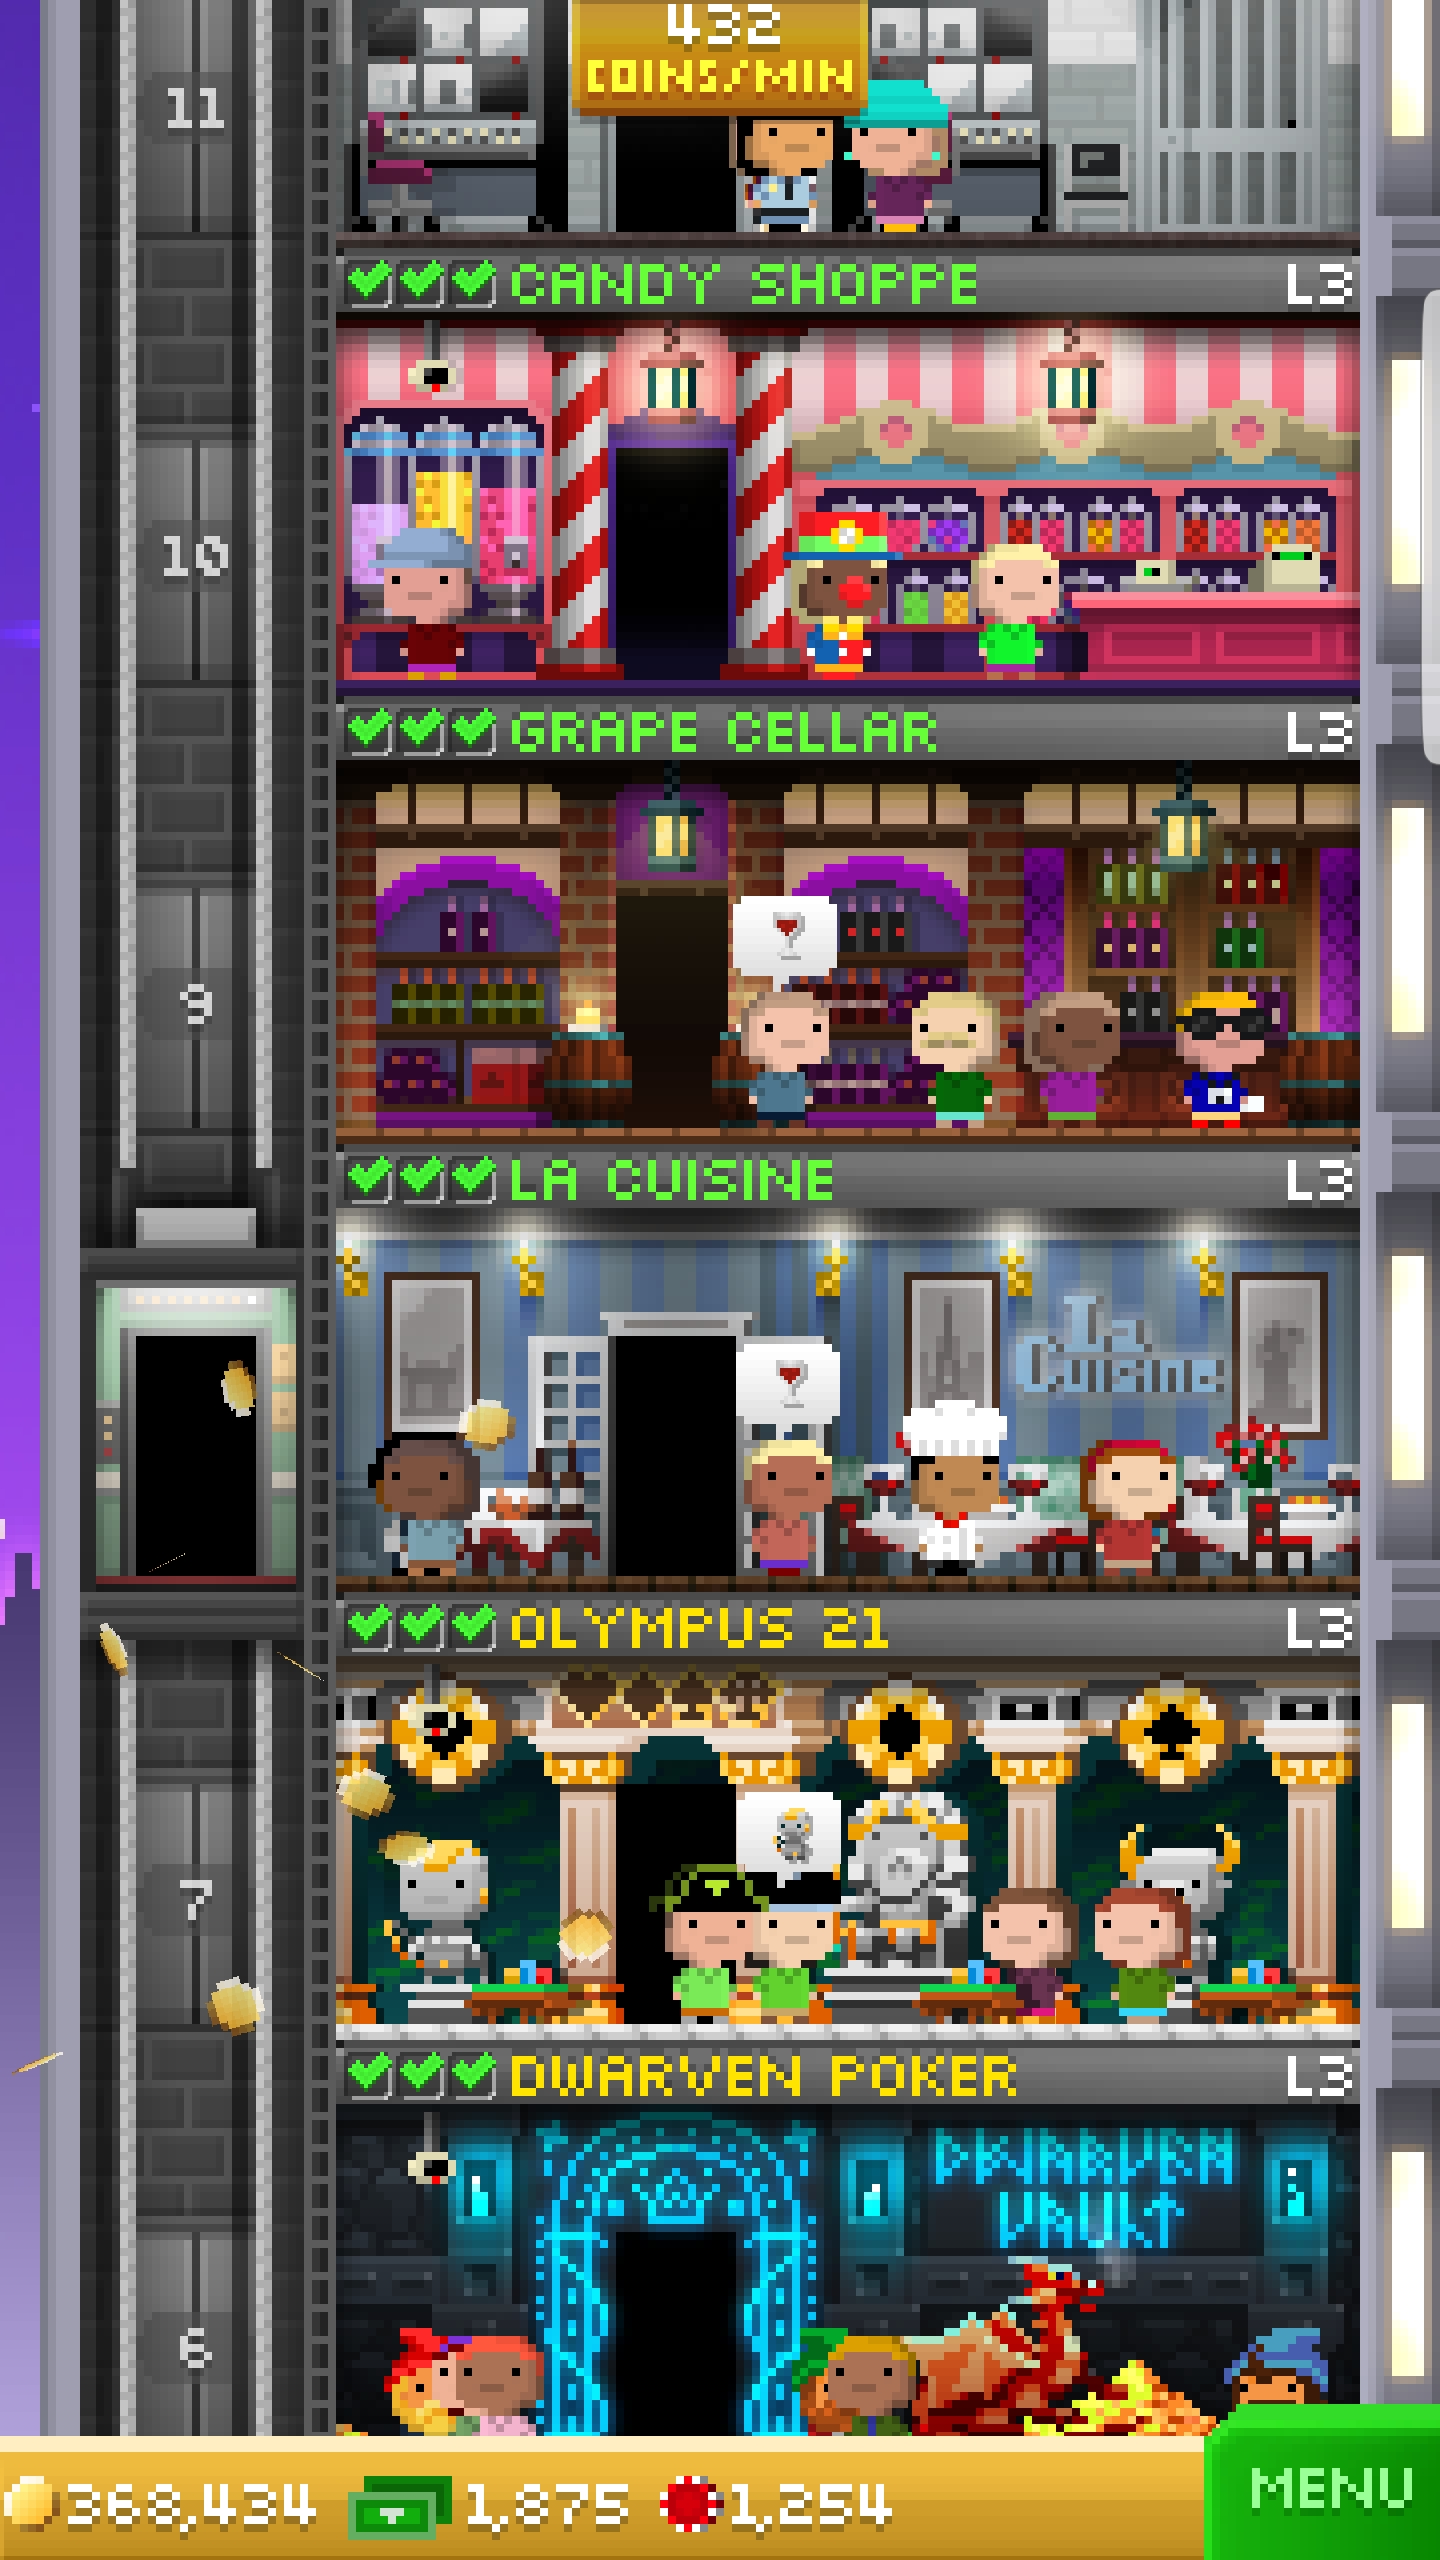 432
COINS/MIN
11
CANDY SHOPPE L3
10
GRAPE CELLAR L3
9
LA CUISINE L3
La
Cuisine
OLYMPUS 21 L3
7
DWARVEN POKER L3
DWARVEN
VAULT
6
368,434 1,875 1,254
MENU